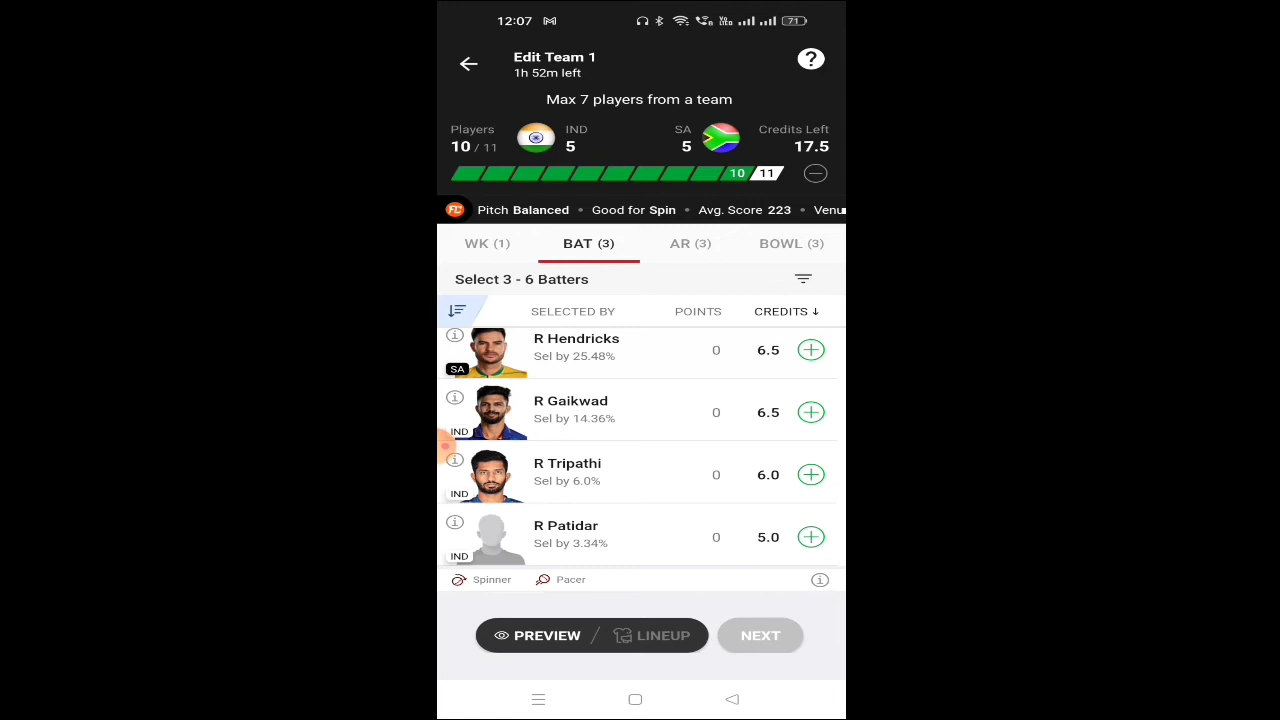 12:07
71
Edit Team 1
1h 52m left
?
Max 7 players from a team
Players
10 / 11
IND
5
SA
5
Credits Left
17.5
10
11
FC
Pitch Balanced • Good for Spin • Avg. Score 223 • Venu
WK (1)
BAT (3)
AR (3)
BOWL (3)
Select 3 - 6 Batters
SELECTED BY
POINTS
CREDITS ↓
R Hendricks
Sel by 25.48%
0
6.5
SA
R Gaikwad
Sel by 14.36%
0
6.5
IND
R Tripathi
Sel by 6.0%
0
6.0
IND
R Patidar
Sel by 3.34%
0
5.0
IND
Spinner
Pacer
PREVIEW / LINEUP
NEXT